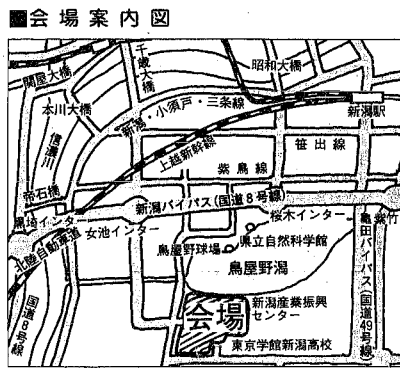 ■会場案内図
関屋大橋
千歳大橋
昭和大橋
本川大橋
新潟・小須戸・三条線
新潟駅
信濃川
上越新幹線
笹出線
紫鳥線
帝石橋
新潟バイパス(国道8号線)
桜木インター
紫竹
黒埼インター
女池インター
北陸自動車道
県立自然科学館
鳥屋野球場
亀田バイパス(国道49号線)
鳥屋野潟
国道8号線
会場
新潟産業振興
センター
東京学館新潟高校